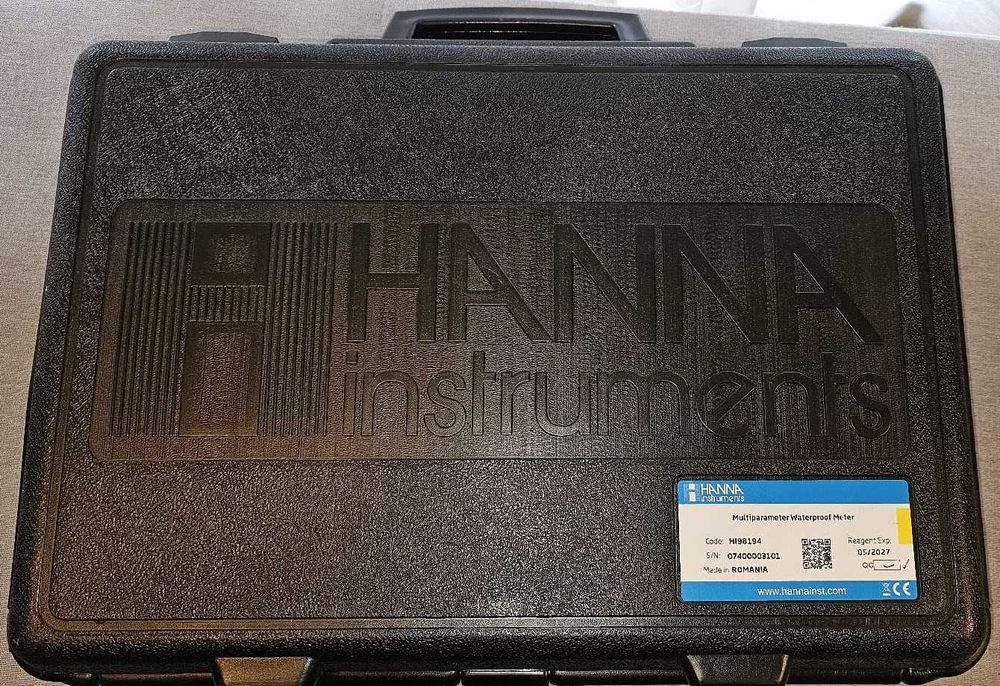 HANNA
instruments
HANNA
instruments
Multiparameter Waterproof Meter
Code: HI98194
Reagent Exp:
S/N: 07400003101
05/2027
Made in ROMANIA
QC
www.hannainst.com
CE